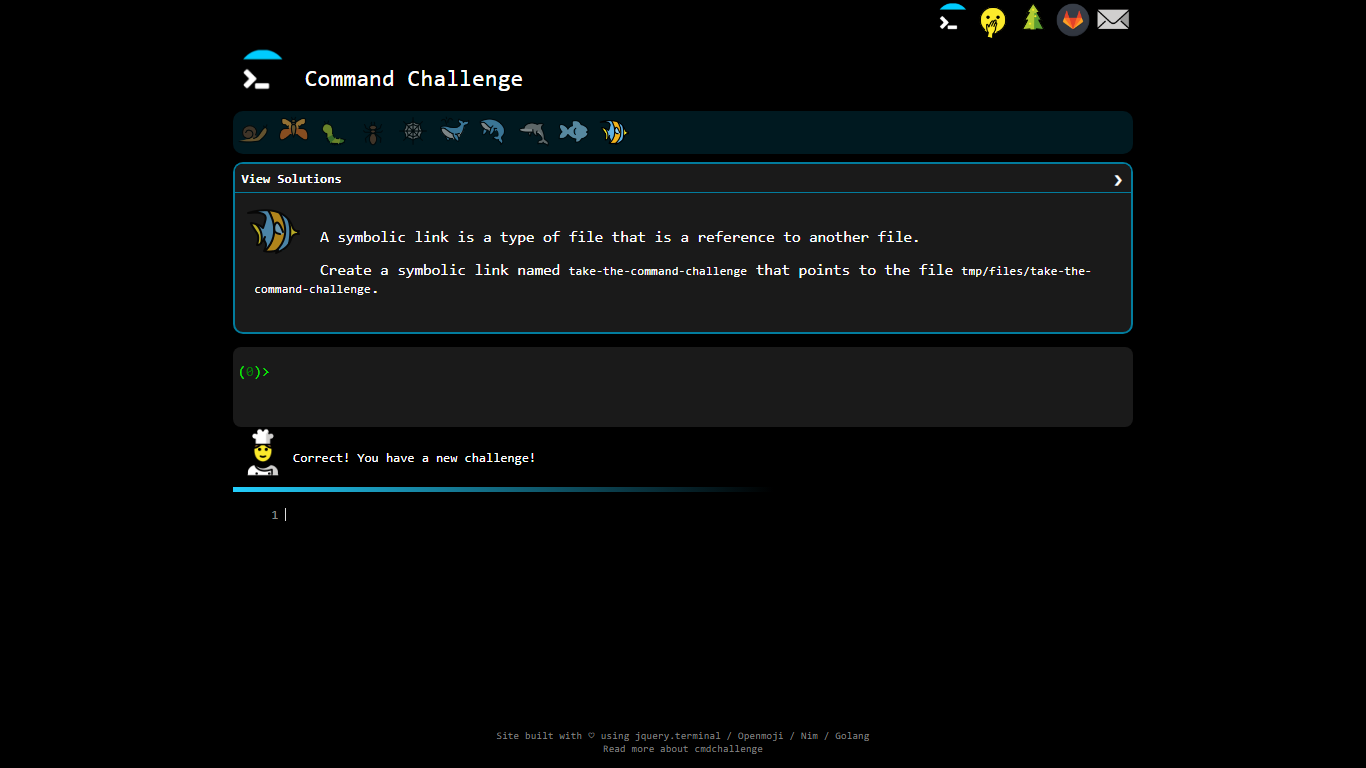 Command Challenge
View Solutions
A symbolic link is a type of file that is a reference to another file.
Create a symbolic link named take-the-command-challenge that points to the file tmp/files/take-the-
command-challenge.
(0)>
Correct! You have a new challenge!
1
Site built with ♡ using jquery.terminal / Openmoji / Nim / Golang
Read more about cmdchallenge